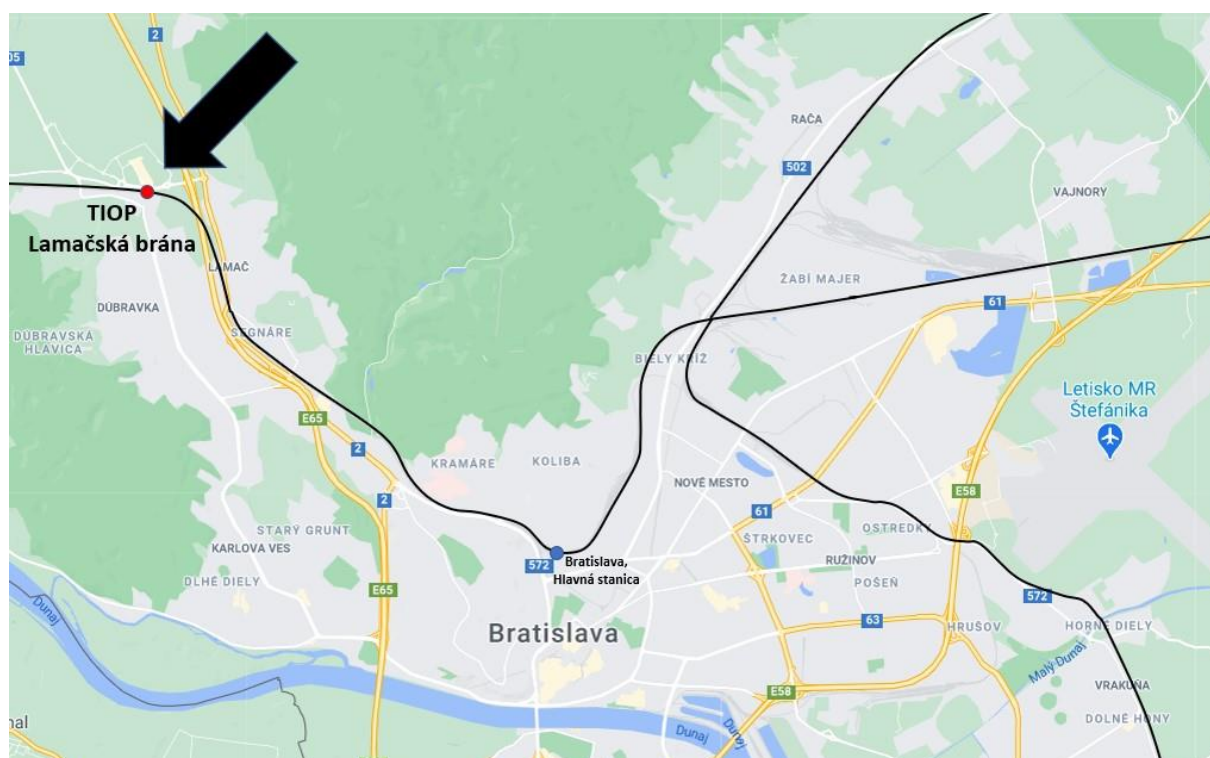 2
05
RAČA
502
VAJNORY
TIOP
Lamačská brána
LAMAČ
ŽABÍ MAJER
DÚBRAVKA
61
SEGNÁRE
DÚBRAVSKÁ
HLAVICA
BIELY KRÍŽ
Letisko MR
Štefánika
E65
2
KRAMÁRE
KOLIBA
NOVÉ MESTO
2
E58
61
STARÝ GRUNT
OSTREDKY
KARLOVA VES
ŠTRKOVEC
572
Bratislava,
Hlavná stanica
RUŽINOV
DLHÉ DIELY
POŠEŇ
E65
572
Dunaj
63
HORNÉ DIELY
Bratislava
HRUŠOV
Malý Dunaj
VRAKUŇA
E58
nal
DOLNÉ HONY
Dunaj
Dunaj